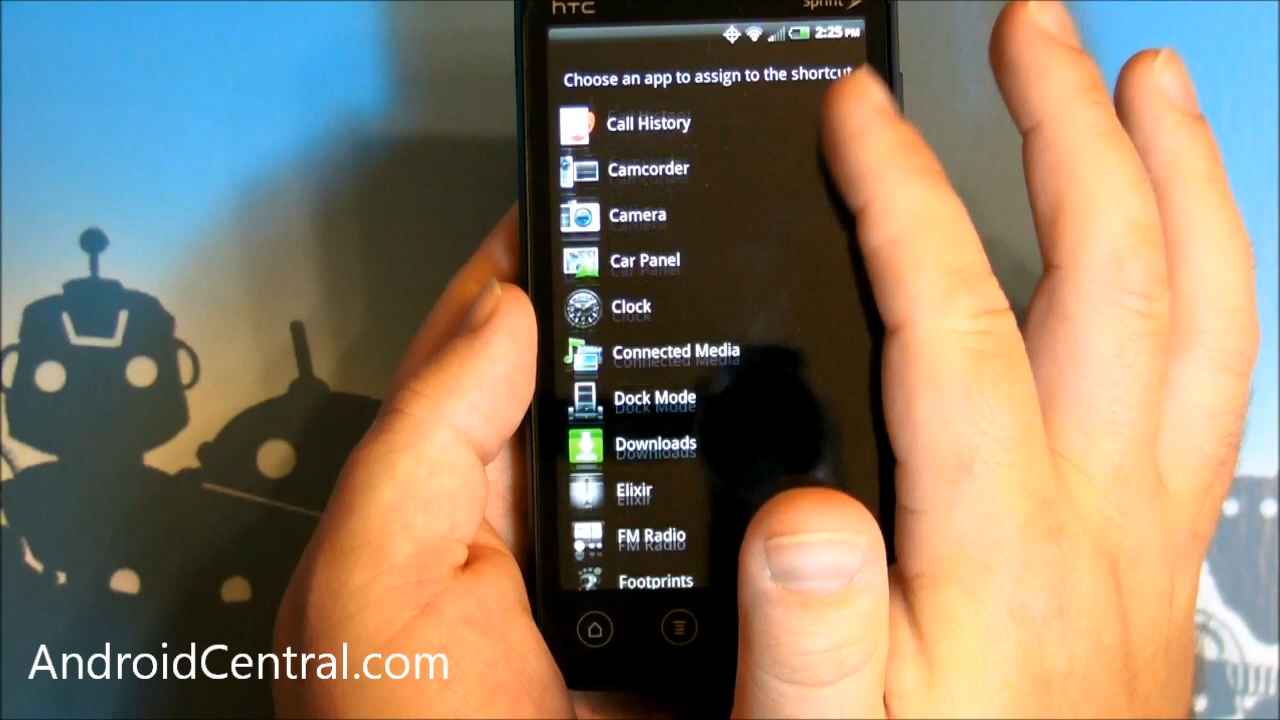 hTC
Sprint
2:25 PM
Choose an app to assign to the shortcut
Call History
Camcorder
Camera
Car Panel
Clock
Connected Media
Dock Mode
Downloads
Elixir
FM Radio
Footprints
AndroidCentral.com